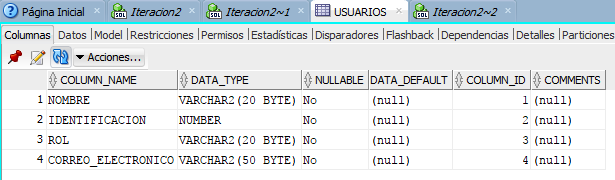 Página Inicial Iteracion2 Iteracion2~1 USUARIOS Iteracion2~2
Columnas Datos Model Restricciones Permisos Estadísticas Disparadores Flashback Dependencias Detalles Particiones
Acciones...
COLUMN_NAME DATA_TYPE NULLABLE DATA_DEFAULT COLUMN_ID COMMENTS
1 NOMBRE VARCHAR2(20 BYTE) No (null) 1 (null)
2 IDENTIFICACION NUMBER No (null) 2 (null)
3 ROL VARCHAR2(20 BYTE) No (null) 3 (null)
4 CORREO_ELECTRONICO VARCHAR2(50 BYTE) No (null) 4 (null)